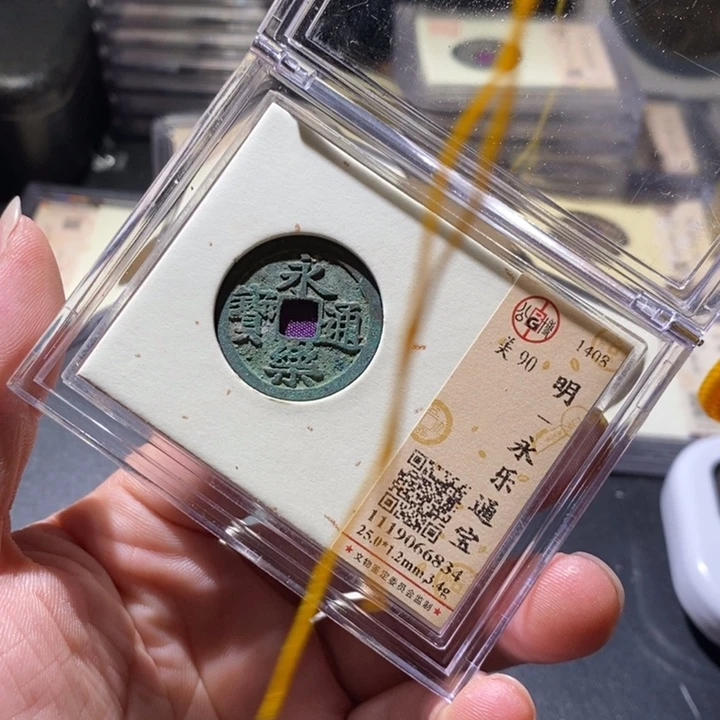 永樂通寶
G
美 90
1408
明-永乐通宝
1119066834
25.0*1.2mm,3.4g
★文物鉴定委员会监制★